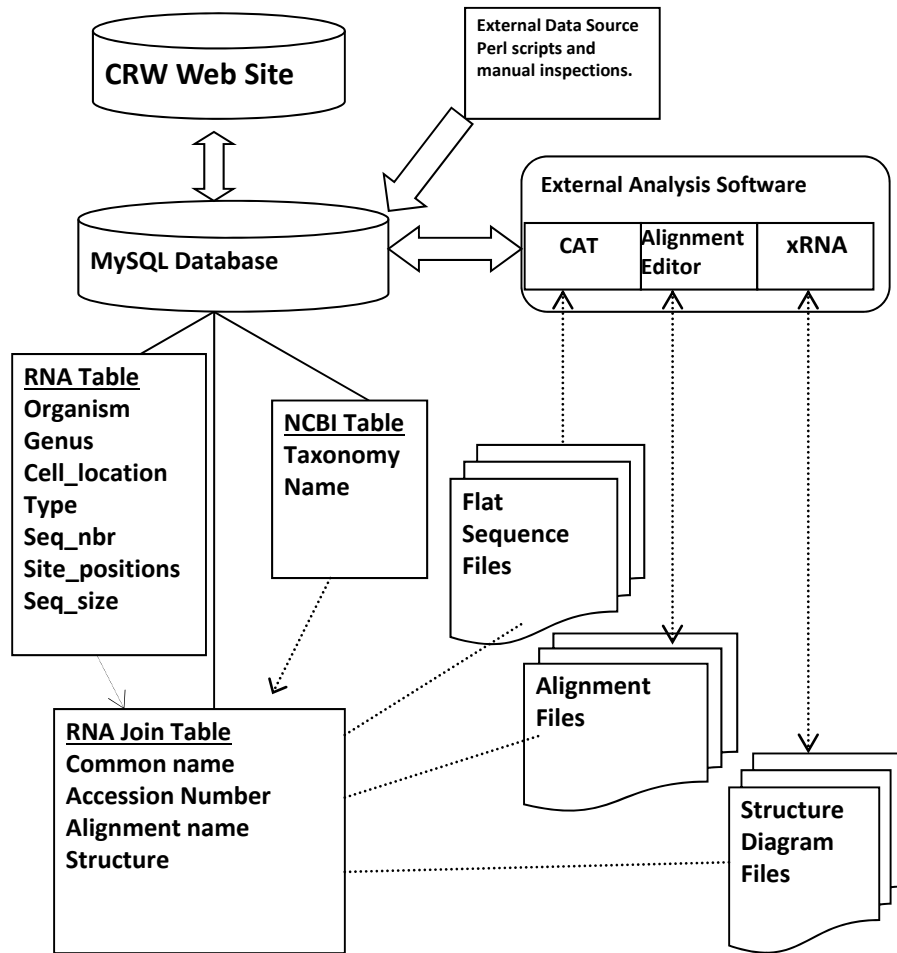 CRW Web Site
External Data Source
Perl scripts and
manual inspections.
MySQL Database
External Analysis Software
CAT
Alignment
Editor
xRNA
RNA Table
Organism
Genus
Cell_location
Type
Seq_nbr
Site_positions
Seq_size
NCBI Table
Taxonomy
Name
Flat
Sequence
Files
Alignment
Files
RNA Join Table
Common name
Accession Number
Alignment name
Structure
Structure
Diagram
Files